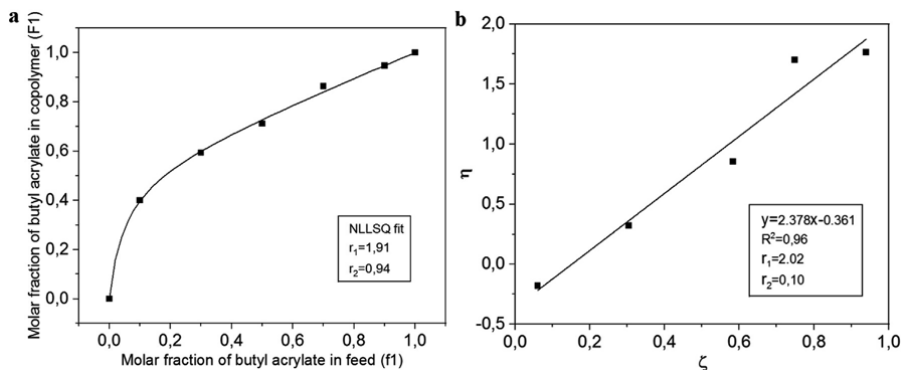 a
Molar fraction of butyl acrylate in copolymer (F1)
1,0
0,8
0,6
0,4
0,2
0,0
NLLSQ fit
r₁=1,91
r₂=0,94
0,0 0,2 0,4 0,6 0,8 1,0
Molar fraction of butyl acrylate in feed (f1)
b
η
2,0
1,5
1,0
0,5
0,0
-0,5
y=2.378x-0.361
R²=0,96
r₁=2.02
r₂=0,10
0,0 0,2 0,4 0,6 0,8 1,0
ζ